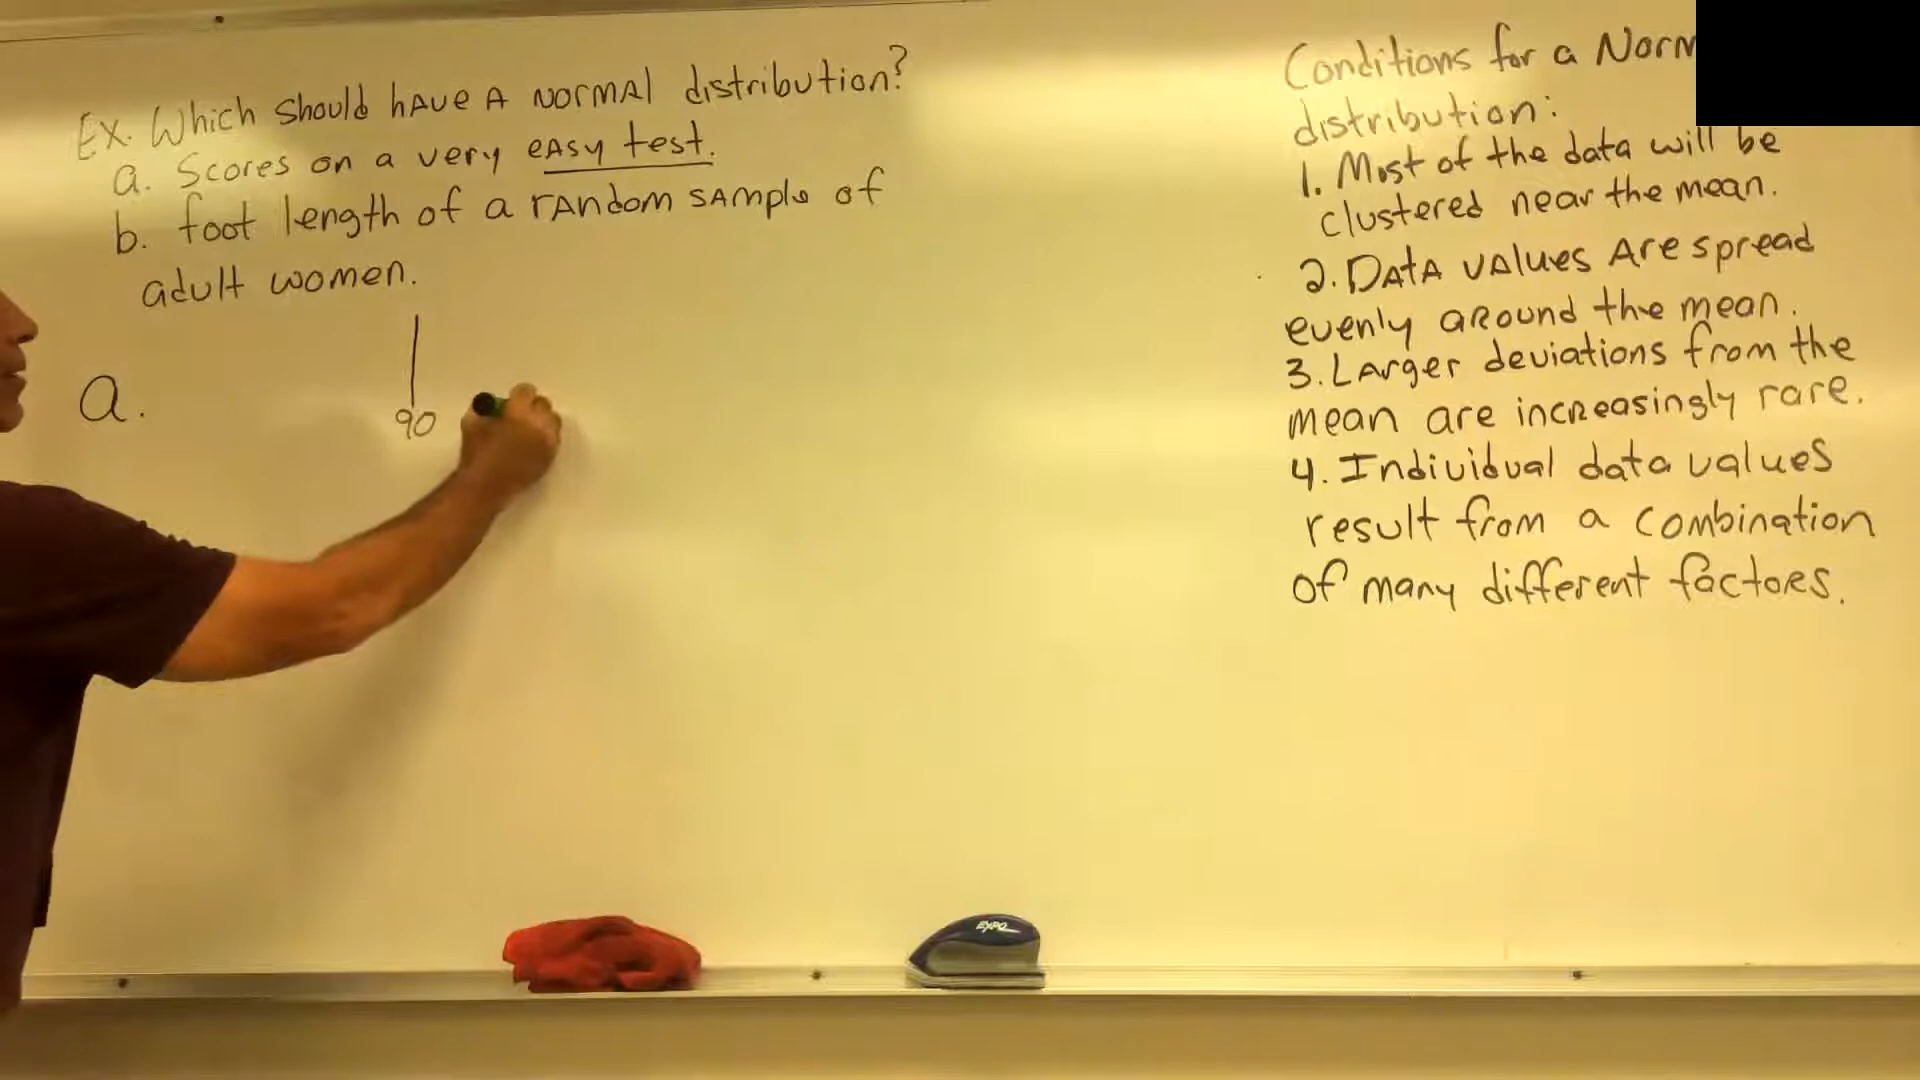 Ex. Which should have a normal distribution?
a. Scores on a very easy test.
b. foot length of a random sample of
adult women.
a.
90
Conditions for a Norm
distribution:
1. Most of the data will be
clustered near the mean.
2. Data values are spread
evenly around the mean.
3. Larger deviations from the
mean are increasingly rare.
4. Individual data values
result from a combination
of many different factors.
EXPO